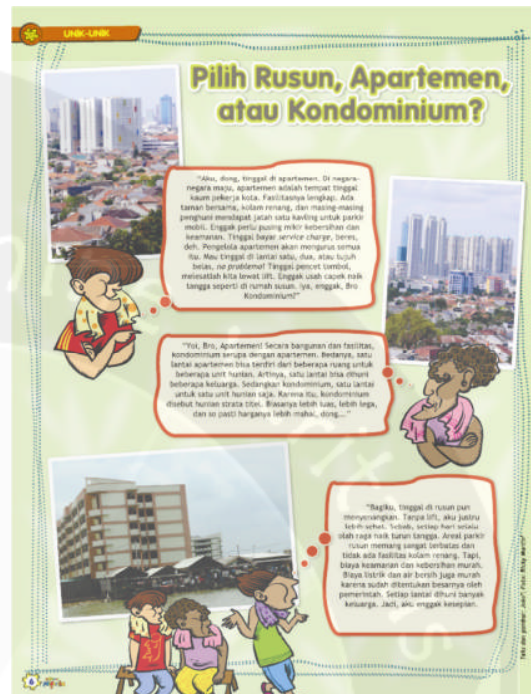 UNIK-UNIK
Pilih Rusun, Apartemen,
atau Kondominium?
"Aku, dong, tinggal di apartemen. Di negara-
negara maju, apartemen adalah tempat tinggal
kaum pekerja kota. Fasilitasnya lengkap. Ada
taman bersama, kolam renang, dan masing-masing
penghuni mendapat jatah satu kavling untuk parkir
mobil. Enggak perlu pusing mikir kebersihan dan
keamanan. Tinggal bayar service charge, beres,
deh. Pengelola apartemen akan mengurus semua
itu. Mau tinggal di lantai satu, dua, atau tujuh
belas, no problemo! Tinggal pencet tombol,
melesatlah kita lewat lift. Enggak usah capek naik
tangga seperti di rumah susun. Iya, enggak, Bro
Kondominium?"
"Yoi, Bro, Apartemen! Secara bangunan dan fasilitas,
kondominium serupa dengan apartemen. Bedanya, satu
lantai apartemen bisa terdiri dari beberapa ruang untuk
beberapa unit hunian. Artinya, satu lantai bisa dihuni
beberapa keluarga. Sedangkan kondominium, satu lantai
untuk satu unit hunian saja. Karena itu, kondominium
disebut hunian strata titel. Biasanya lebih luas, lebih lega,
dan so pasti harganya lebih mahal, dong..."
"Bagiku, tinggal di rusun pun
menyenangkan. Tanpa lift, aku justru
lebih sehat. Sebab, setiap hari selalu
olah raga naik turun tangga. Areal parkir
rusun memang sangat terbatas dan
tidak ada fasilitas kolam renang. Tapi,
biaya keamanan dan kebersihan murah.
Biaya listrik dan air bersih juga murah
karena sudah ditentukan besarnya oleh
pemerintah. Setiap lantai dihuni banyak
keluarga. Jadi, aku enggak kesepian.
6